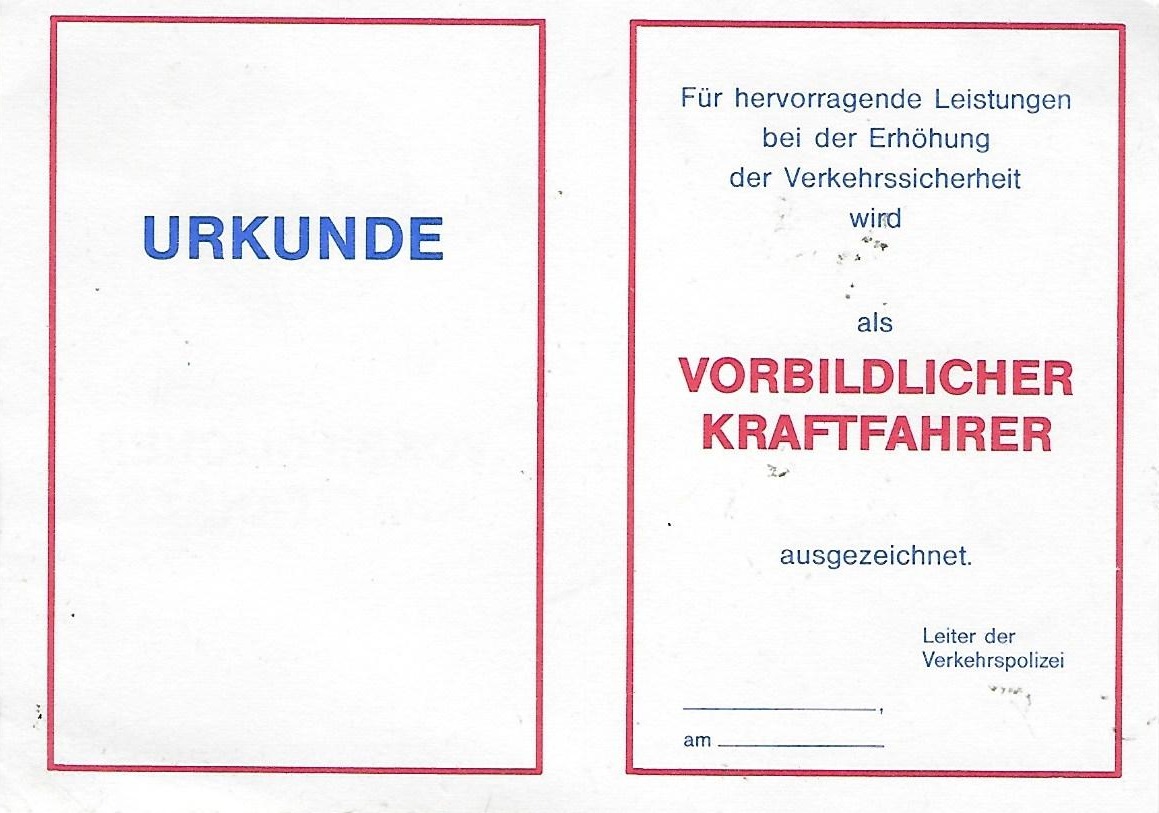 URKUNDE
Für hervorragende Leistungen
bei der Erhöhung
der Verkehrssicherheit
wird
als
VORBILDLICHER
KRAFTFAHRER
ausgezeichnet.
Leiter der
Verkehrspolizei
,
am